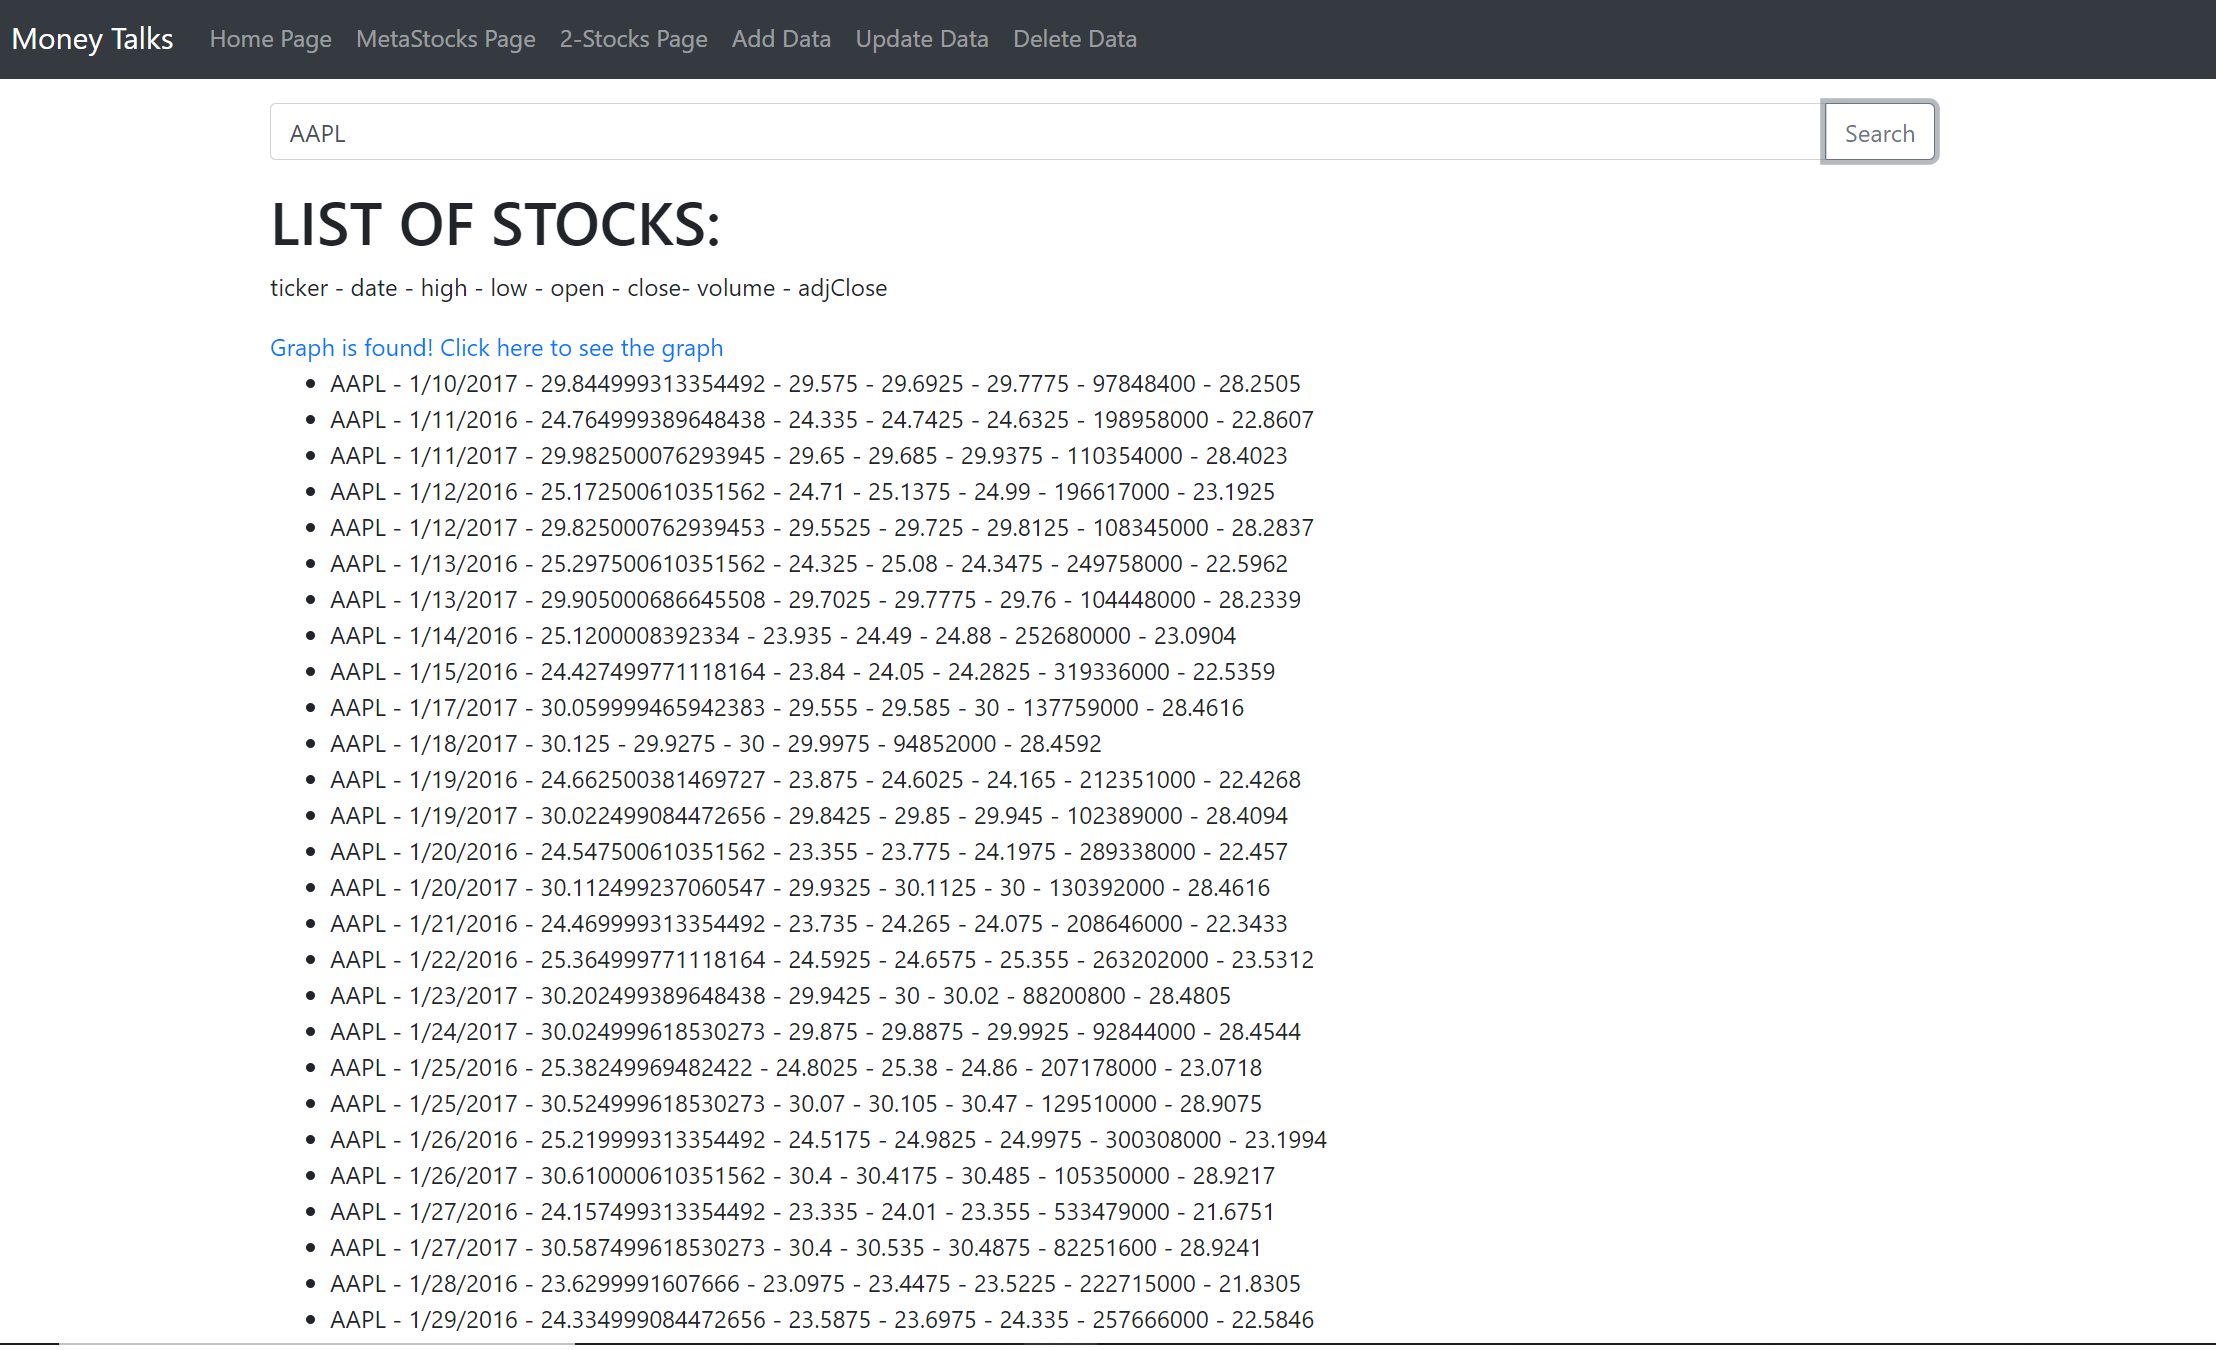 Money Talks Home Page MetaStocks Page 2-Stocks Page Add Data Update Data Delete Data
AAPL Search
LIST OF STOCKS:
ticker - date - high - low - open - close- volume - adjClose
Graph is found! Click here to see the graph
• AAPL - 1/10/2017 - 29.844999313354492 - 29.575 - 29.6925 - 29.7775 - 97848400 - 28.2505
• AAPL - 1/11/2016 - 24.764999389648438 - 24.335 - 24.7425 - 24.6325 - 198958000 - 22.8607
• AAPL - 1/11/2017 - 29.982500076293945 - 29.65 - 29.685 - 29.9375 - 110354000 - 28.4023
• AAPL - 1/12/2016 - 25.172500610351562 - 24.71 - 25.1375 - 24.99 - 196617000 - 23.1925
• AAPL - 1/12/2017 - 29.825000762939453 - 29.5525 - 29.725 - 29.8125 - 108345000 - 28.2837
• AAPL - 1/13/2016 - 25.297500610351562 - 24.325 - 25.08 - 24.3475 - 249758000 - 22.5962
• AAPL - 1/13/2017 - 29.905000686645508 - 29.7025 - 29.7775 - 29.76 - 104448000 - 28.2339
• AAPL - 1/14/2016 - 25.1200008392334 - 23.935 - 24.49 - 24.88 - 252680000 - 23.0904
• AAPL - 1/15/2016 - 24.427499771118164 - 23.84 - 24.05 - 24.2825 - 319336000 - 22.5359
• AAPL - 1/17/2017 - 30.059999465942383 - 29.555 - 29.585 - 30 - 137759000 - 28.4616
• AAPL - 1/18/2017 - 30.125 - 29.9275 - 30 - 29.9975 - 94852000 - 28.4592
• AAPL - 1/19/2016 - 24.662500381469727 - 23.875 - 24.6025 - 24.165 - 212351000 - 22.4268
• AAPL - 1/19/2017 - 30.022499084472656 - 29.8425 - 29.85 - 29.945 - 102389000 - 28.4094
• AAPL - 1/20/2016 - 24.547500610351562 - 23.355 - 23.775 - 24.1975 - 289338000 - 22.457
• AAPL - 1/20/2017 - 30.112499237060547 - 29.9325 - 30.1125 - 30 - 130392000 - 28.4616
• AAPL - 1/21/2016 - 24.469999313354492 - 23.735 - 24.265 - 24.075 - 208646000 - 22.3433
• AAPL - 1/22/2016 - 25.364999771118164 - 24.5925 - 24.6575 - 25.355 - 263202000 - 23.5312
• AAPL - 1/23/2017 - 30.202499389648438 - 29.9425 - 30 - 30.02 - 88200800 - 28.4805
• AAPL - 1/24/2017 - 30.024999618530273 - 29.875 - 29.8875 - 29.9925 - 92844000 - 28.4544
• AAPL - 1/25/2016 - 25.38249969482422 - 24.8025 - 25.38 - 24.86 - 207178000 - 23.0718
• AAPL - 1/25/2017 - 30.524999618530273 - 30.07 - 30.105 - 30.47 - 129510000 - 28.9075
• AAPL - 1/26/2016 - 25.219999313354492 - 24.5175 - 24.9825 - 24.9975 - 300308000 - 23.1994
• AAPL - 1/26/2017 - 30.610000610351562 - 30.4 - 30.4175 - 30.485 - 105350000 - 28.9217
• AAPL - 1/27/2016 - 24.157499313354492 - 23.335 - 24.01 - 23.355 - 533479000 - 21.6751
• AAPL - 1/27/2017 - 30.587499618530273 - 30.4 - 30.535 - 30.4875 - 82251600 - 28.9241
• AAPL - 1/28/2016 - 23.6299991607666 - 23.0975 - 23.4475 - 23.5225 - 222715000 - 21.8305
• AAPL - 1/29/2016 - 24.334999084472656 - 23.5875 - 23.6975 - 24.335 - 257666000 - 22.5846